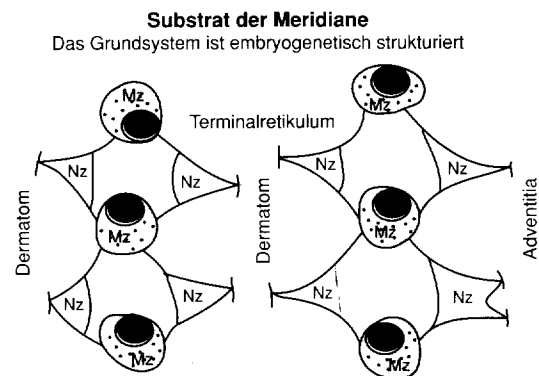 Substrat der Meridiane
Das Grundsystem ist embryogenetisch strukturiert
Mz
Mz
Terminalretikulum
Nz
Nz
Nz
Nz
Dermatom
Mz
Dermatom
Mz
Adventitia
Nz
Nz
Nz
Nz
Mz
Mz